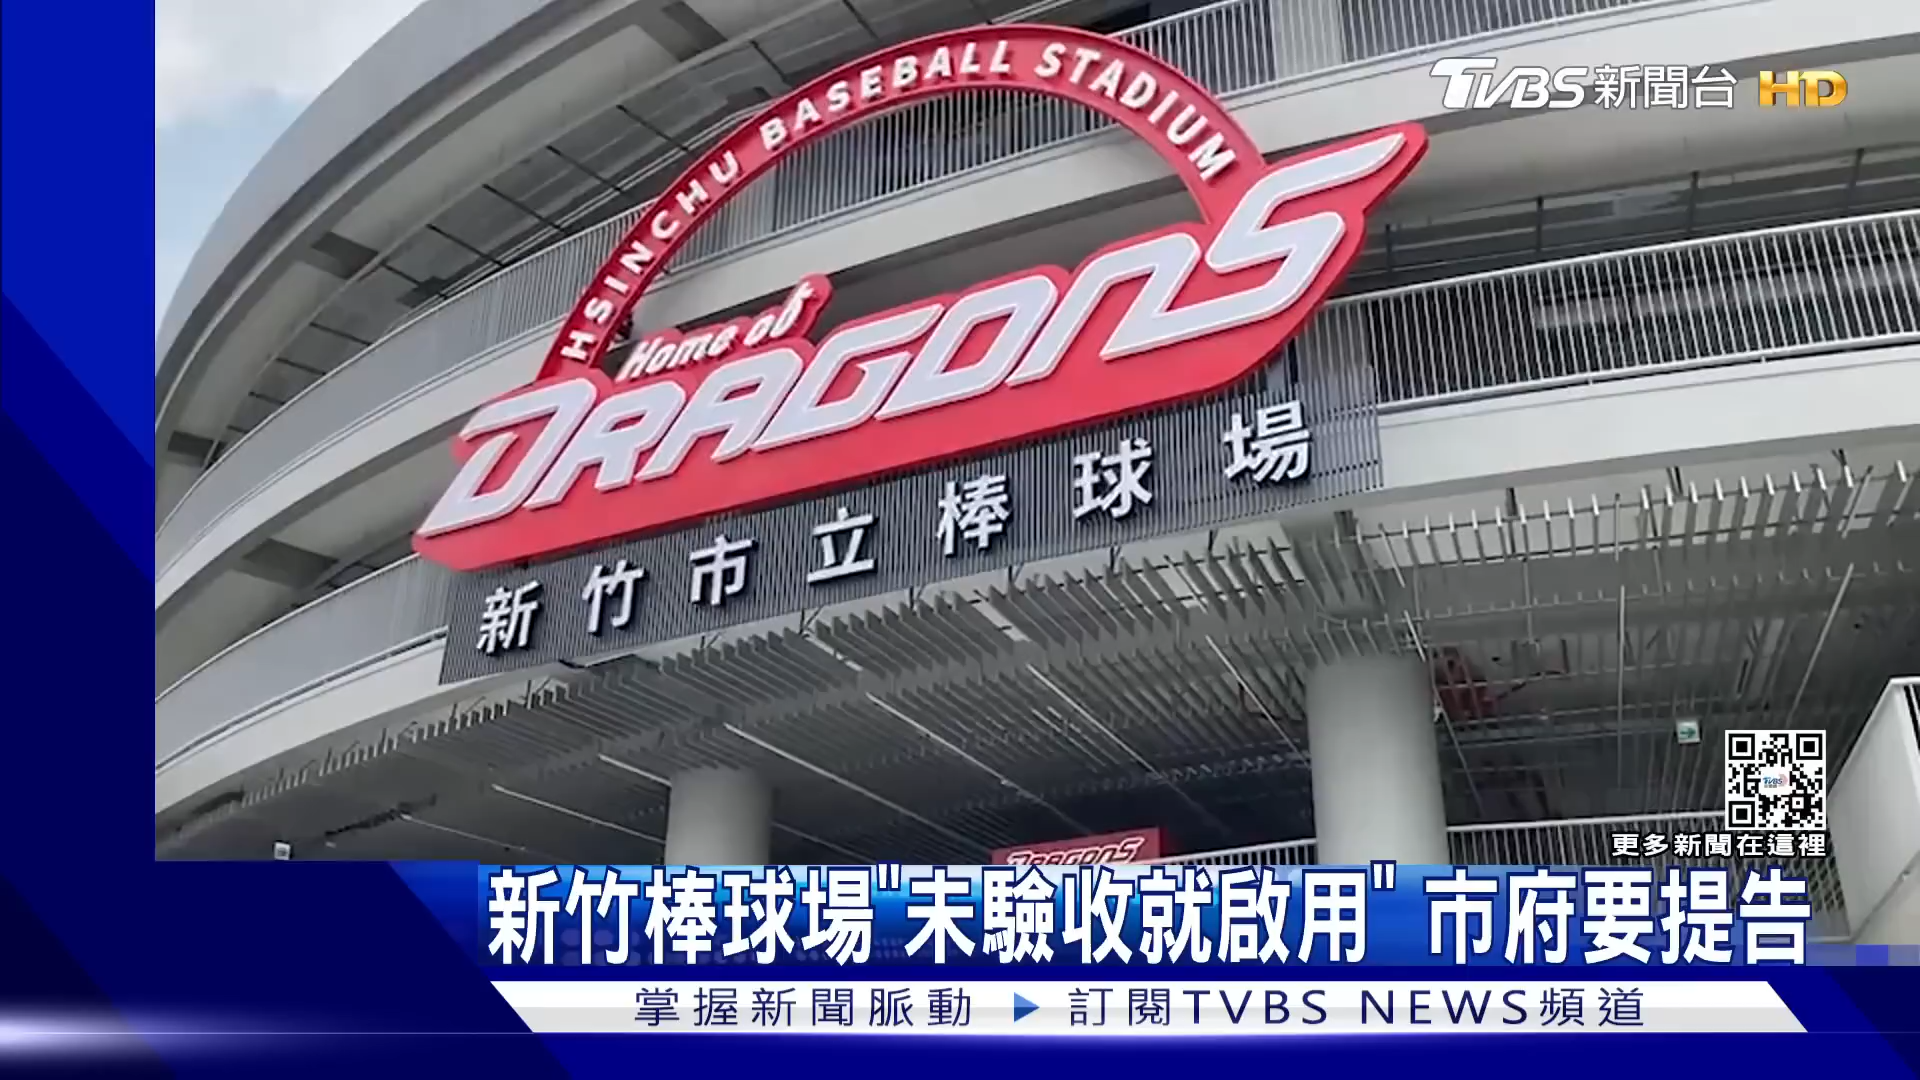 TVBS新聞台 HD
HSINCHU BASEBALL STADIUM
Home of
DRAGONS
新竹市立棒球場
DRAGONS
TVBS
更多新聞在這裡
新竹棒球場"未驗收就啟用" 市府要提告
掌握新聞脈動 ▶ 訂閱TVBS NEWS頻道